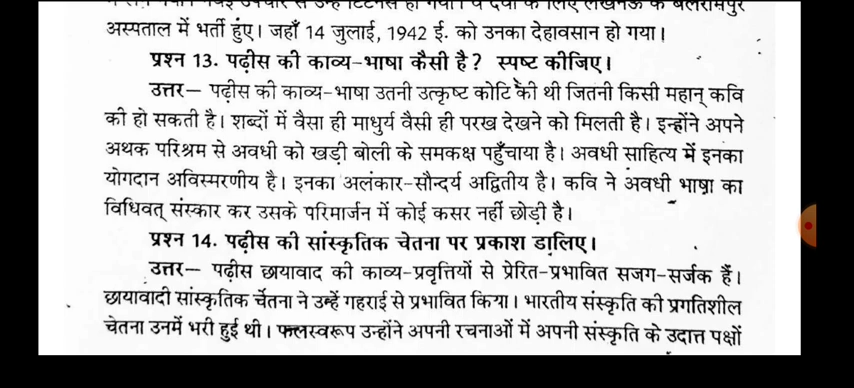 अस्पताल में भर्ती हुंए। जहाँ 14 जुलाई, 1942 ई. को उनका देहावसान हो गया।
प्रश्न 13. पढ़ीस की काव्य-भाषा कैसी है? स्पष्ट कीजिए।
उत्तर— पढ़ीस की काव्य-भाषा उतनी उत्कृष्ट कोटि की थी जितनी किसी महान् कवि
की हो सकती है। शब्दों में वैसा ही माधुर्य वैसी ही परख देखने को मिलती है। इन्होंने अपने
अथक परिश्रम से अवधी को खड़ी बोली के समकक्ष पहुँचाया है। अवधी साहित्य में इनका
योगदान अविस्मरणीय है। इनका अलंकार-सौन्दर्य अद्वितीय है। कवि ने अवधी भाषा का
विधिवत् संस्कार कर उसके परिमार्जन में कोई कसर नहीं छोड़ी है।
प्रश्न 14. पढ़ीस की सांस्कृतिक चेतना पर प्रकाश डालिए।
उत्तर— पढ़ीस छायावाद की काव्य-प्रवृत्तियों से प्रेरित-प्रभावित सजग-सर्जक हैं।
छायावादी सांस्कृतिक चेतना ने उन्हें गहराई से प्रभावित किया। भारतीय संस्कृति की प्रगतिशील
चेतना उनमें भरी हुई थी। फलस्वरूप उन्होंने अपनी रचनाओं में अपनी संस्कृति के उदात्त पक्षों